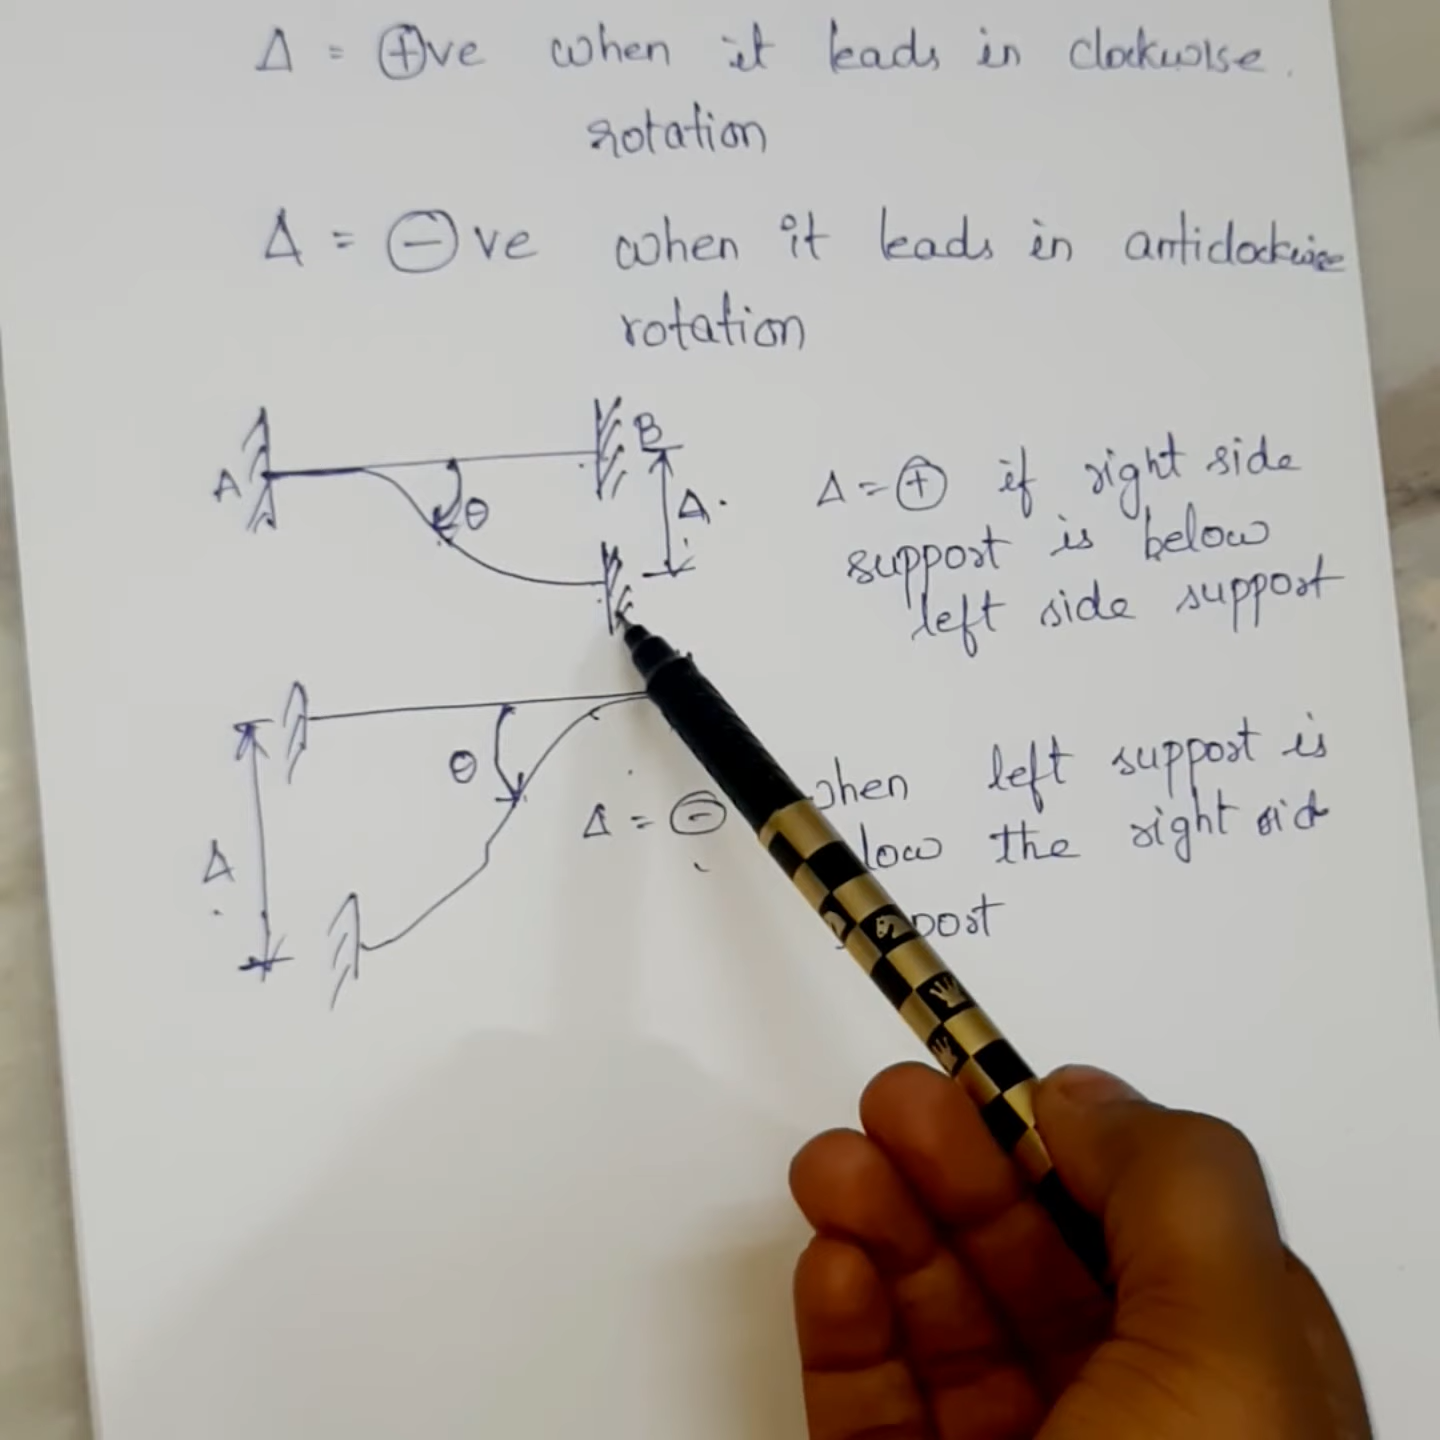 Δ = ⊕ve when it leads in clockwise.
rotation
Δ = ⊖ve when it leads in anticlockwise
rotation
A
B
θ
Δ.
Δ = ⊕ if right side
support is below
left side support
θ
Δ
Δ = ⊖
left support is
the right sid